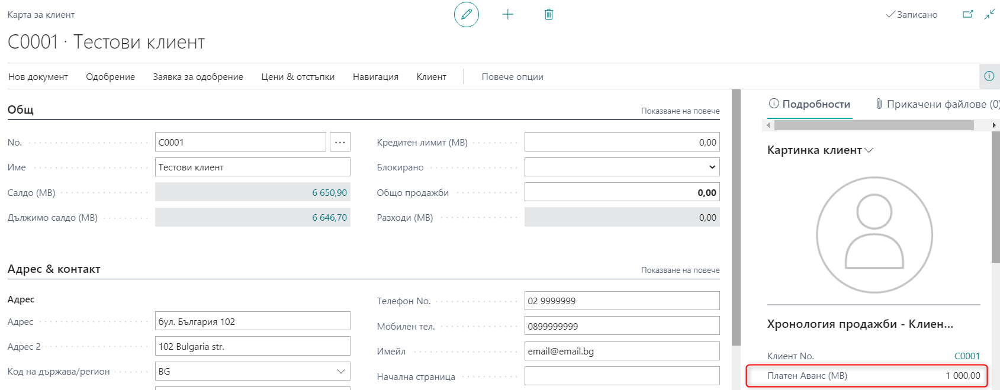 Карта за клиент
Записано
C0001 · Тестови клиент
Нов документ Одобрение Заявка за одобрение Цени & отстъпки Навигация Клиент Повече опции
Общ
Показване на повече
No. C0001 ...
Име Тестови клиент
Салдо (МВ) 6 650,90
Дължимо салдо (МВ) 6 646,70
Кредитен лимит (МВ) 0,00
Блокирано
Общо продажби 0,00
Разходи (МВ) 0,00
Адрес & контакт
Показване на повече
Адрес
Адрес бул. България 102
Адрес 2 102 Bulgaria str.
Код на държава/регион BG
Телефон No. 02 9999999
Мобилен тел. 0899999999
Имейл email@email.bg
Начална страница
Подробности Прикачени файлове (0)
Картинка клиент
Хронология продажби - Клиен...
Клиент No. C0001
Платен Аванс (МВ) 1 000,00